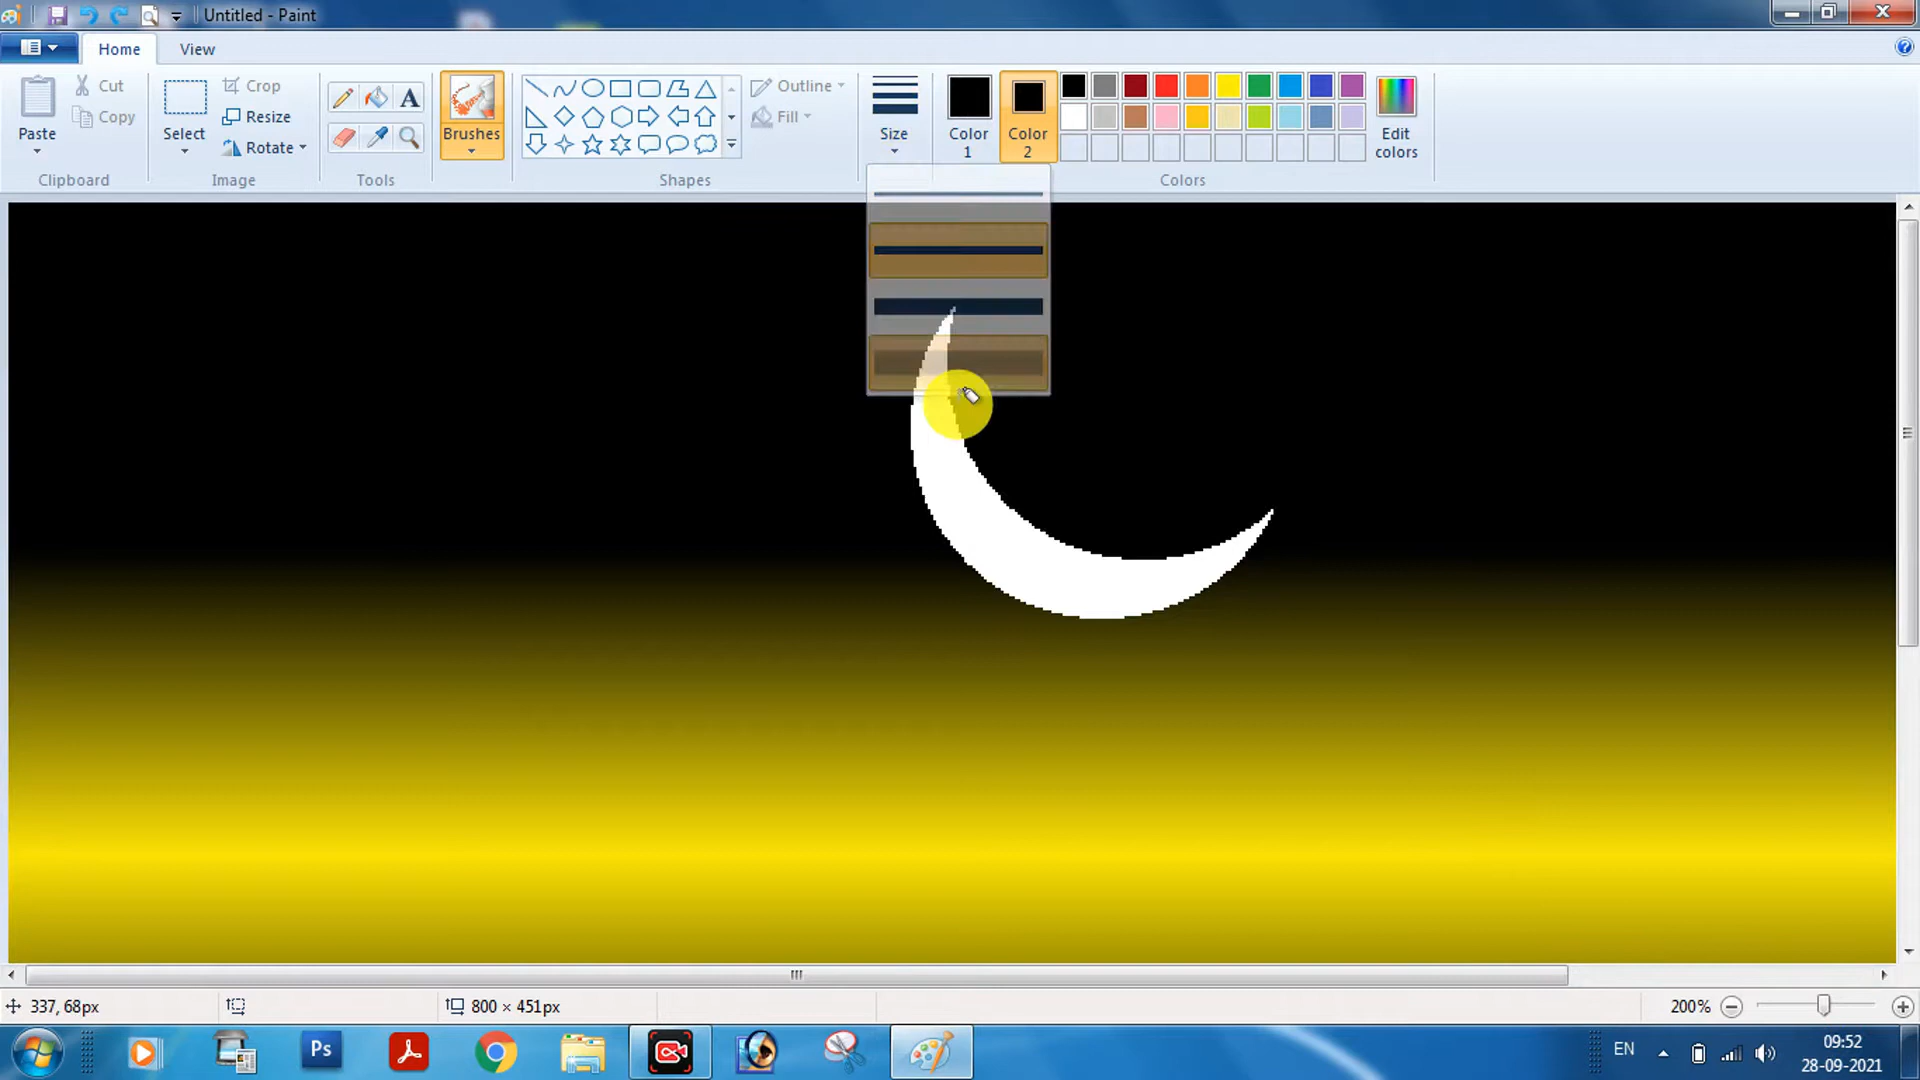 Untitled - Paint
Home
View
Paste
Cut
Copy
Clipboard
Select
Crop
Resize
Rotate
Image
A
Tools
Brushes
Outline
Fill
Shapes
Size
Color
1
Color
2
Edit
colors
Colors
337, 68px
800 × 451px
200%
Ps
EN
09:52
28-09-2021